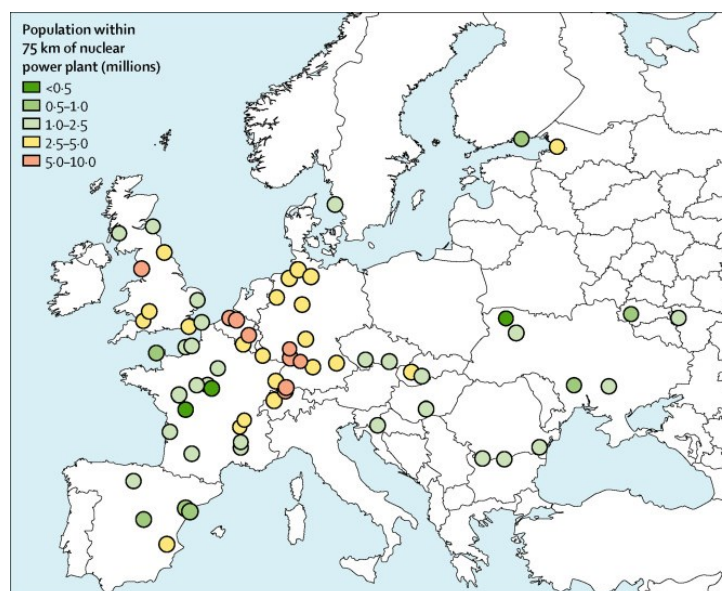 Population within
75 km of nuclear
power plant (millions)
<0·5
0·5–1·0
1·0–2·5
2·5–5·0
5·0–10·0